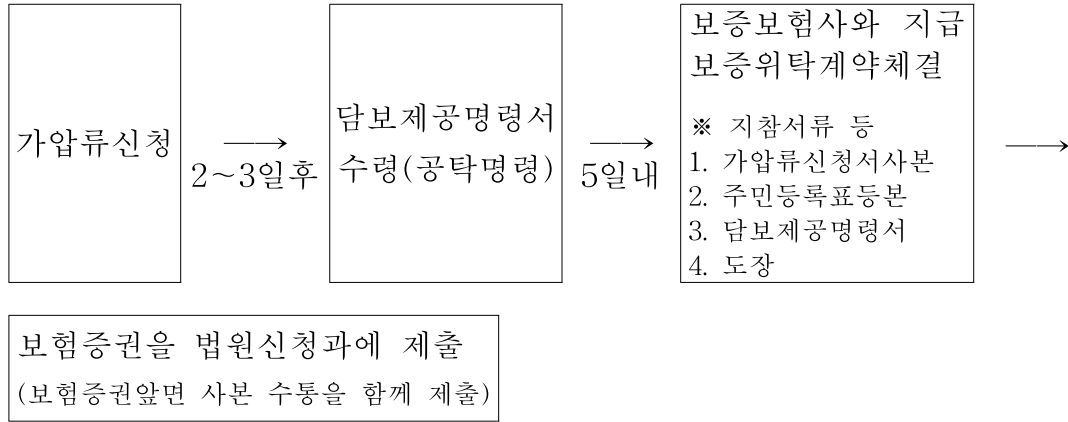 가압류신청
→
2～3일후
담보제공명령서
수령(공탁명령)
→
5일내
보증보험사와 지급
보증위탁계약체결
※ 지참서류 등
1. 가압류신청서사본
2. 주민등록표등본
3. 담보제공명령서
4. 도장
→
보험증권을 법원신청과에 제출
(보험증권앞면 사본 수통을 함께 제출)